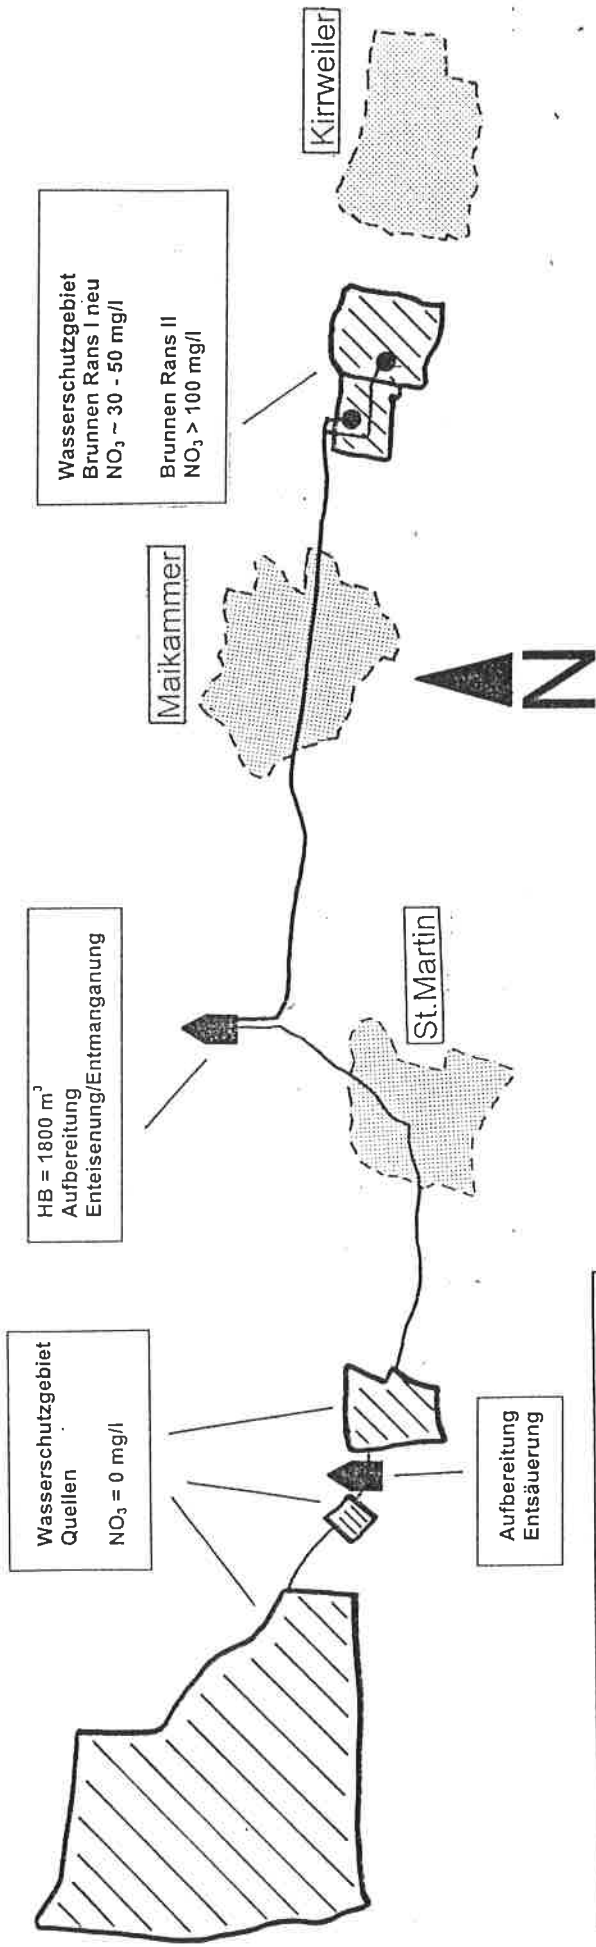 Wasserschutzgebiet
Quellen
NO₃ = 0 mg/l
HB = 1800 m³
Aufbereitung
Enteisenung/Entmanganung
Wasserschutzgebiet
Brunnen Rans I neu
NO₃ ~ 30 - 50 mg/l
Brunnen Rans II
NO₃ > 100 mg/l
Maikammer
Kirrweiler
St.Martin
Aufbereitung
Entsäuerung
N